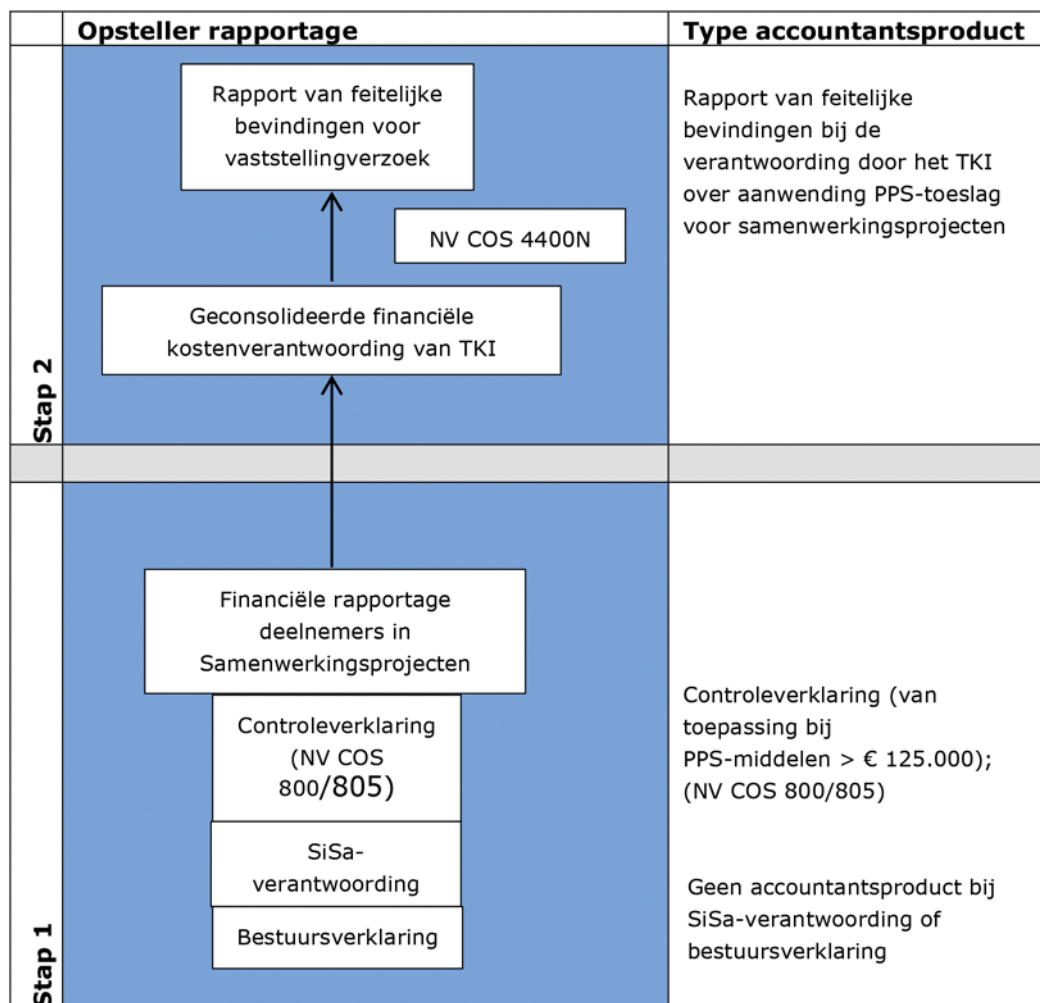 Opsteller rapportage
Type accountantsproduct
Stap 2
Rapport van feitelijke
bevindingen voor
vaststellingverzoek
NV COS 4400N
Geconsolideerde financiële
kostenverantwoording van TKI
Rapport van feitelijke
bevindingen bij de
verantwoording door het TKI
over aanwending PPS-toeslag
voor samenwerkingsprojecten
Stap 1
Financiële rapportage
deelnemers in
Samenwerkingsprojecten
Controleverklaring
(NV COS
800/805)
SiSa-
verantwoording
Bestuursverklaring
Controleverklaring (van
toepassing bij
PPS-middelen > € 125.000);
(NV COS 800/805)
Geen accountantsproduct bij
SiSa-verantwoording of
bestuursverklaring